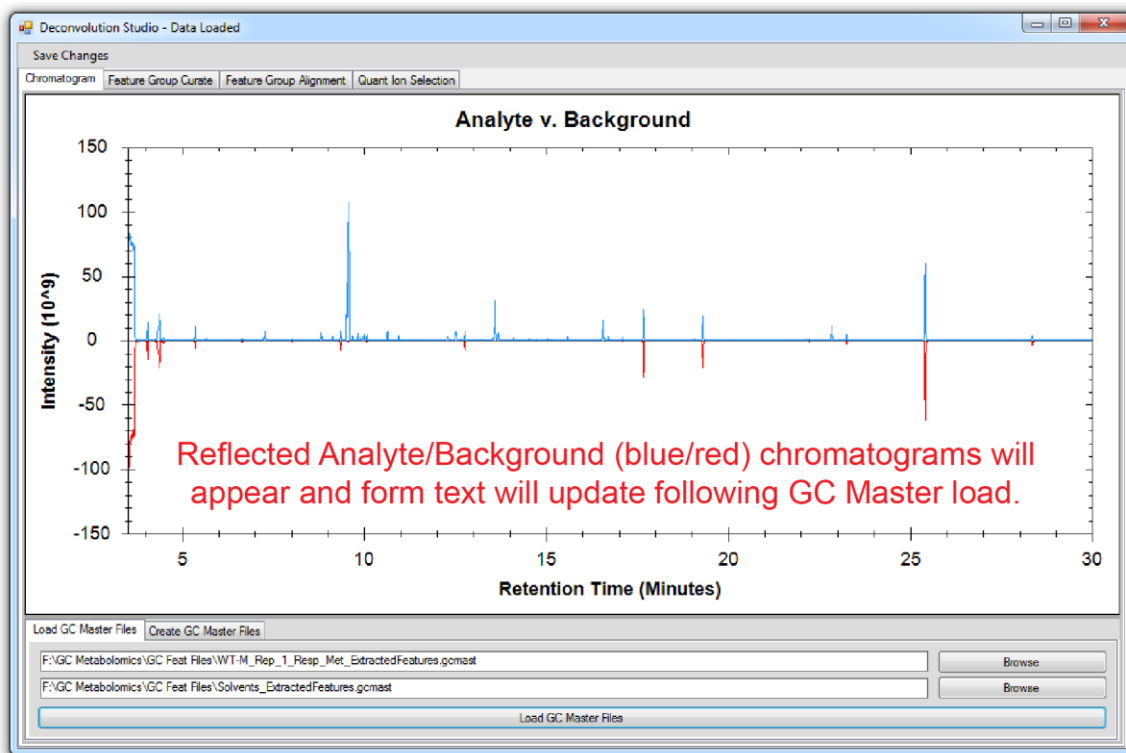 Deconvolution Studio - Data Loaded
Save Changes
Chromatogram Feature Group Curate Feature Group Alignment Quant Ion Selection
Analyte v. Background
150
100
50
0
-50
-100
-150
Intensity (10^9)
Reflected Analyte/Background (blue/red) chromatograms will
appear and form text will update following GC Master load.
5 10 15 20 25 30
Retention Time (Minutes)
Load GC Master Files Create GC Master Files
F:\GC Metabolomics\GC Feat Files\WT-M_Rep_1_Resp_Met_ExtractedFeatures.gcmast Browse
F:\GC Metabolomics\GC Feat Files\Solvents_ExtractedFeatures.gcmast Browse
Load GC Master Files